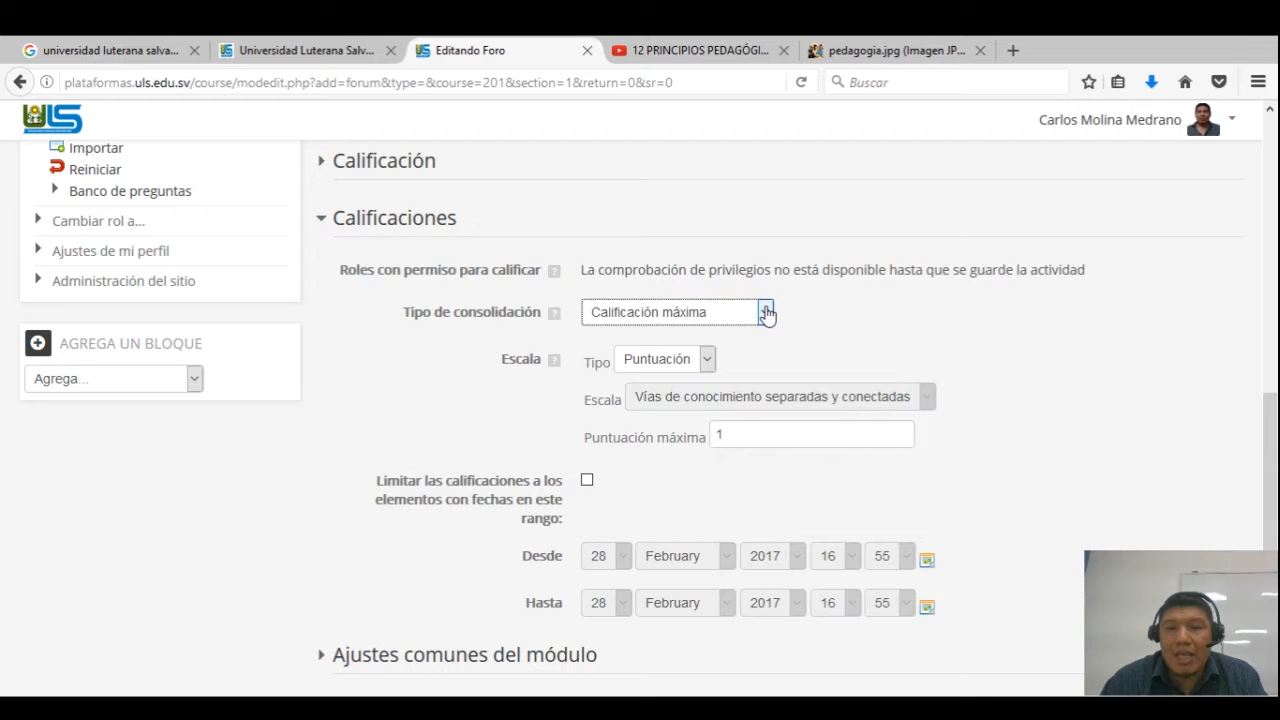 universidad luterana salva...
Universidad Luterana Salv...
Editando Foro
12 PRINCIPIOS PEDAGÓGI...
pedagogia.jpg (Imagen JP...
plataformas.uls.edu.sv/course/modedit.php?add=forum&type=&course=201&section=1&return=0&sr=0
Buscar
ULS
Carlos Molina Medrano
Importar
Reiniciar
Banco de preguntas
Cambiar rol a...
Ajustes de mi perfil
Administración del sitio
AGREGA UN BLOQUE
Agrega...
Calificación
Calificaciones
Roles con permiso para calificar
La comprobación de privilegios no está disponible hasta que se guarde la actividad
Tipo de consolidación
Calificación máxima
Escala
Tipo Puntuación
Escala Vías de conocimiento separadas y conectadas
Puntuación máxima 1
Limitar las calificaciones a los
elementos con fechas en este
rango:
Desde 28 February 2017 16 55
Hasta 28 February 2017 16 55
Ajustes comunes del módulo